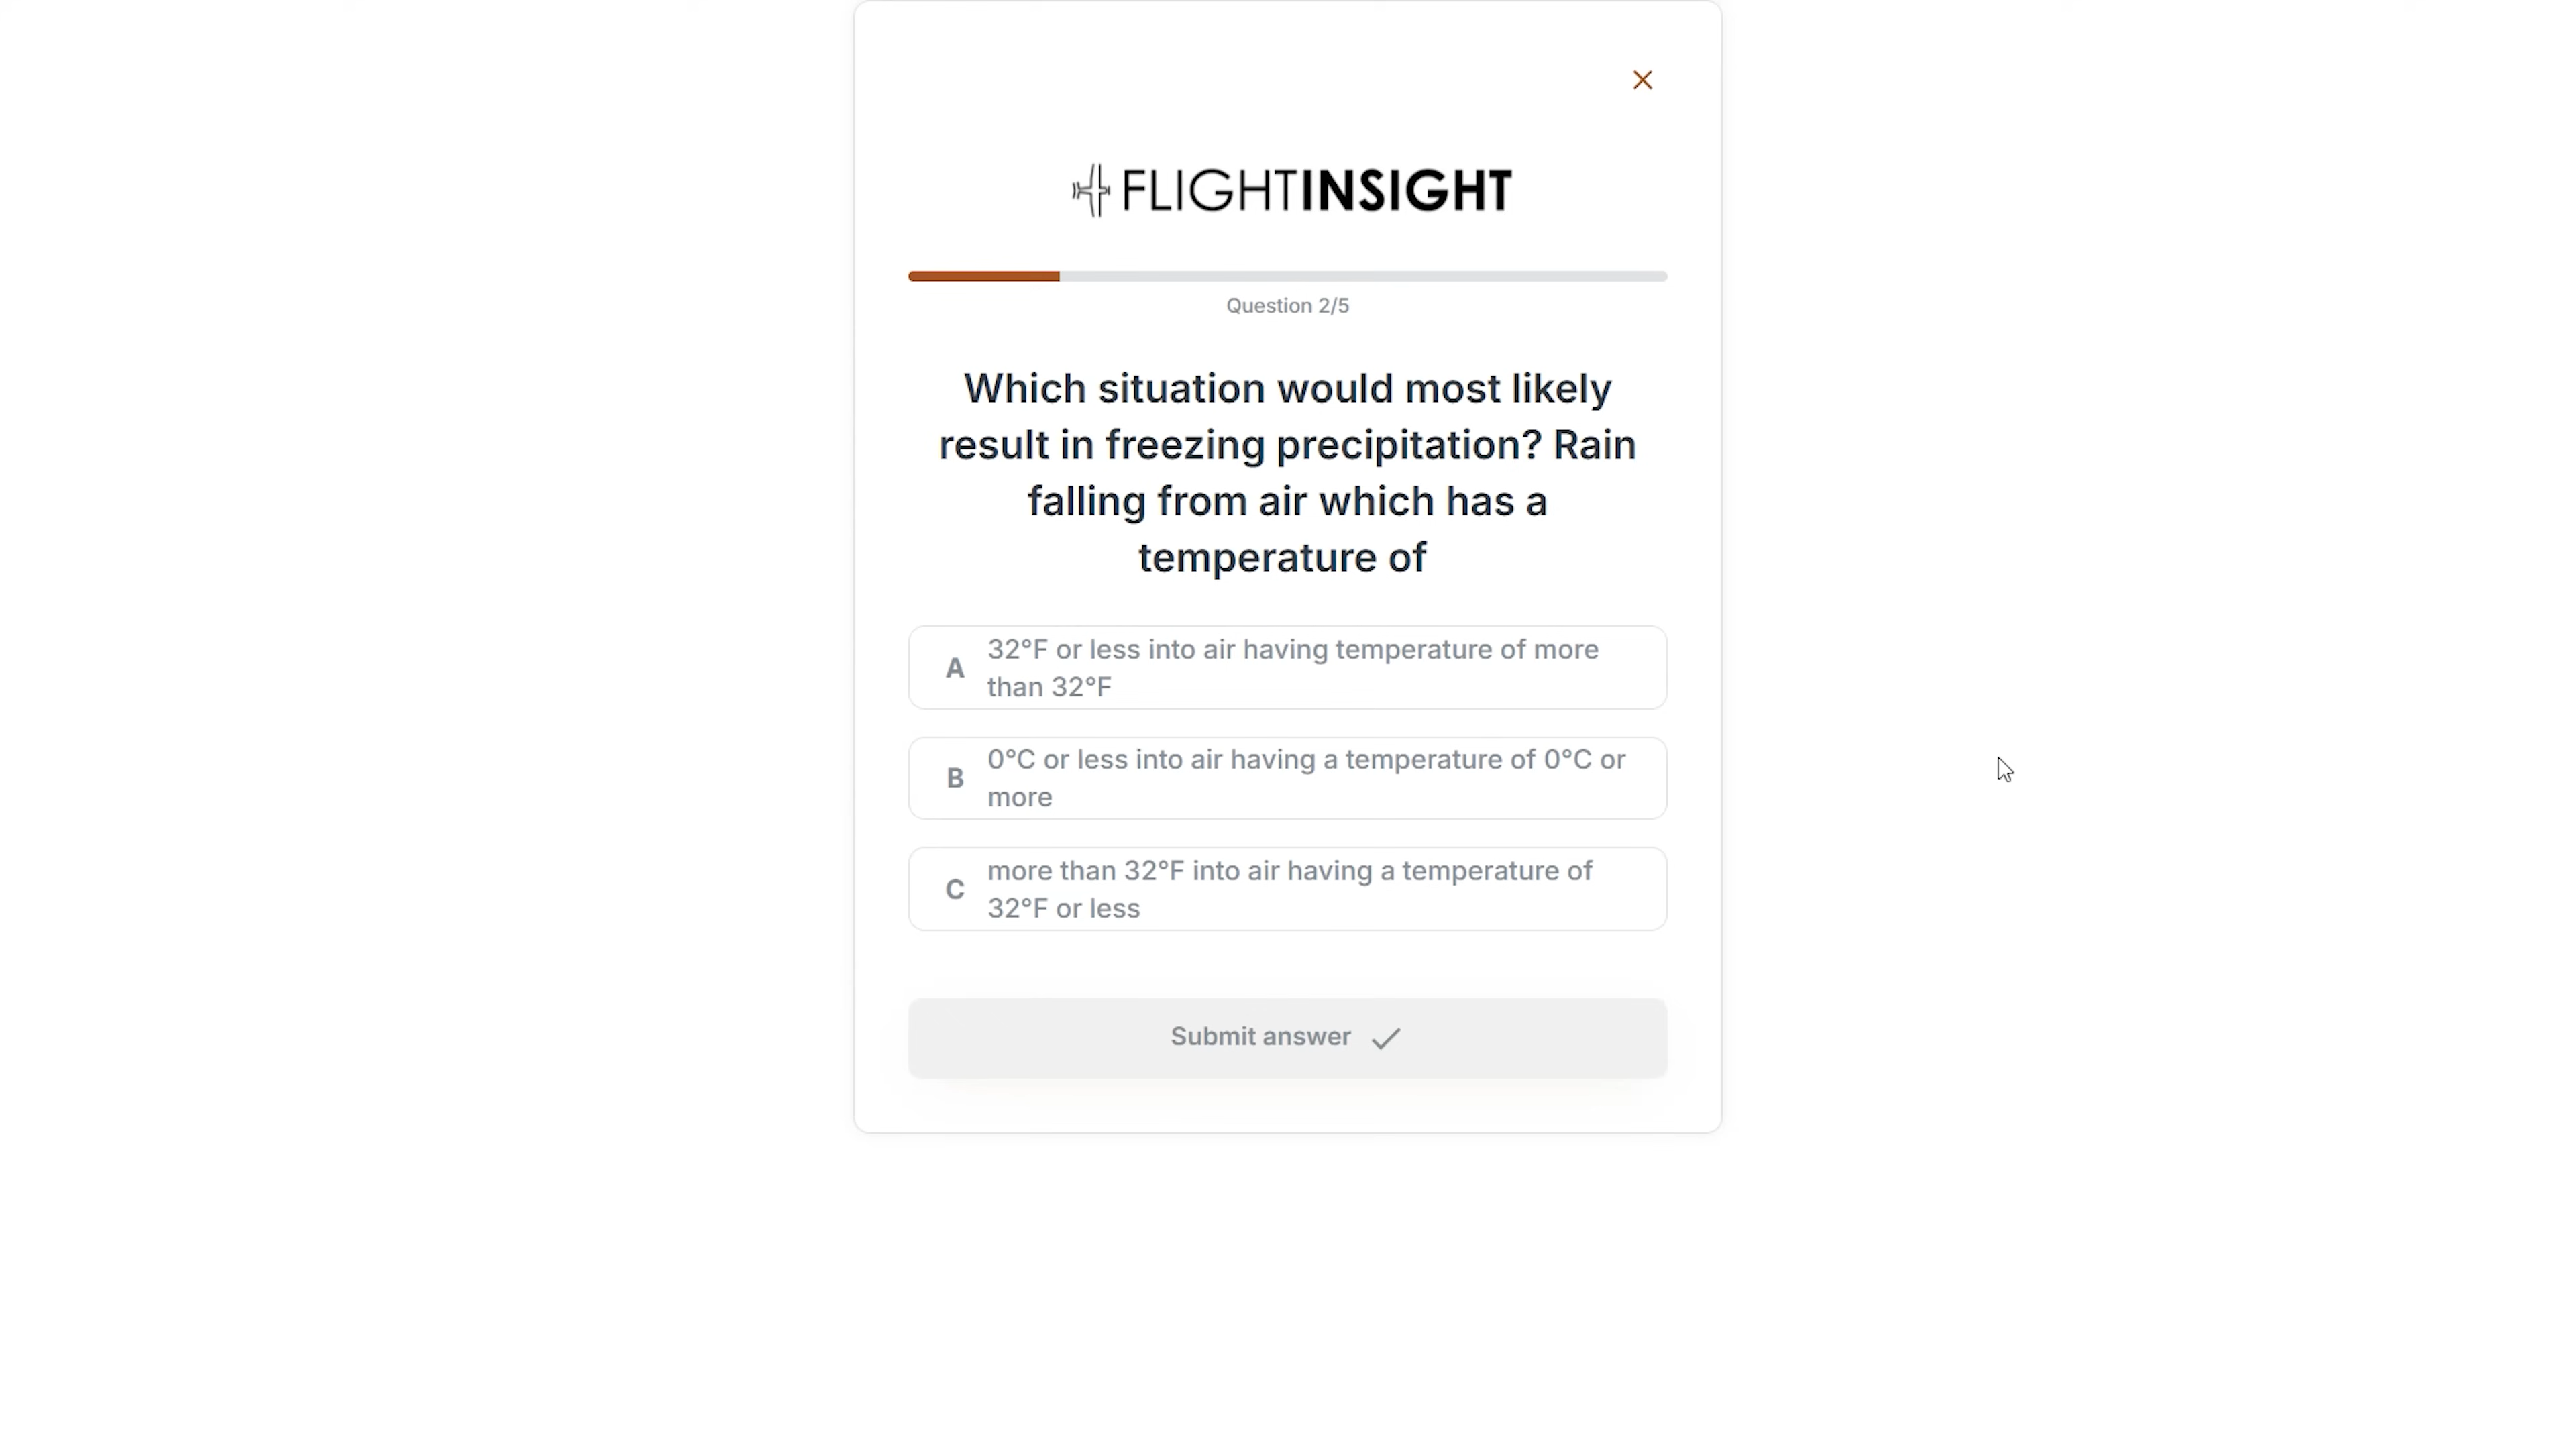 FLIGHTINSIGHT
Question 2/5
Which situation would most likely
result in freezing precipitation? Rain
falling from air which has a
temperature of
A
32°F or less into air having temperature of more
than 32°F
B
0°C or less into air having a temperature of 0°C or
more
C
more than 32°F into air having a temperature of
32°F or less
Submit answer